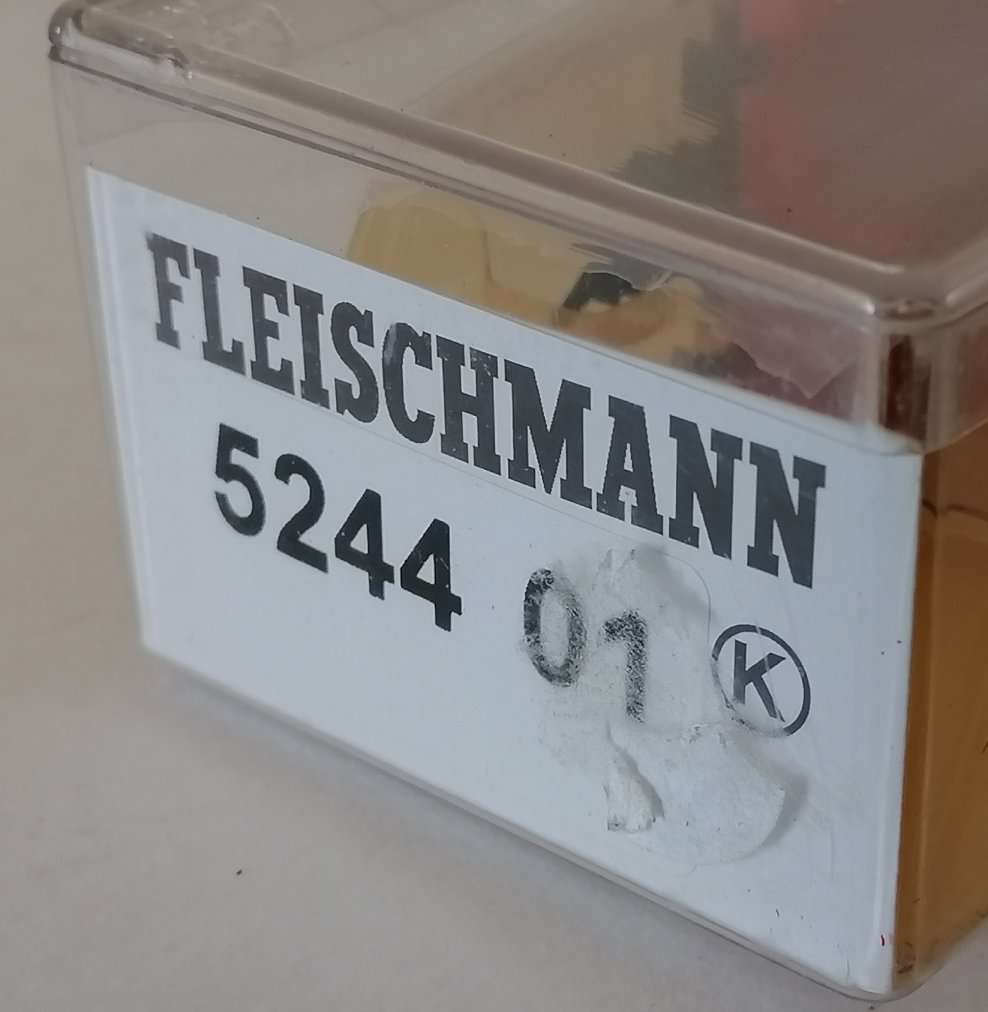 FLEISCHMANN
5244 01 K